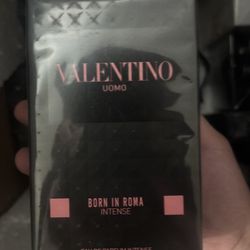 VALENTINO
UOMO
BORN IN ROMA
INTENSE